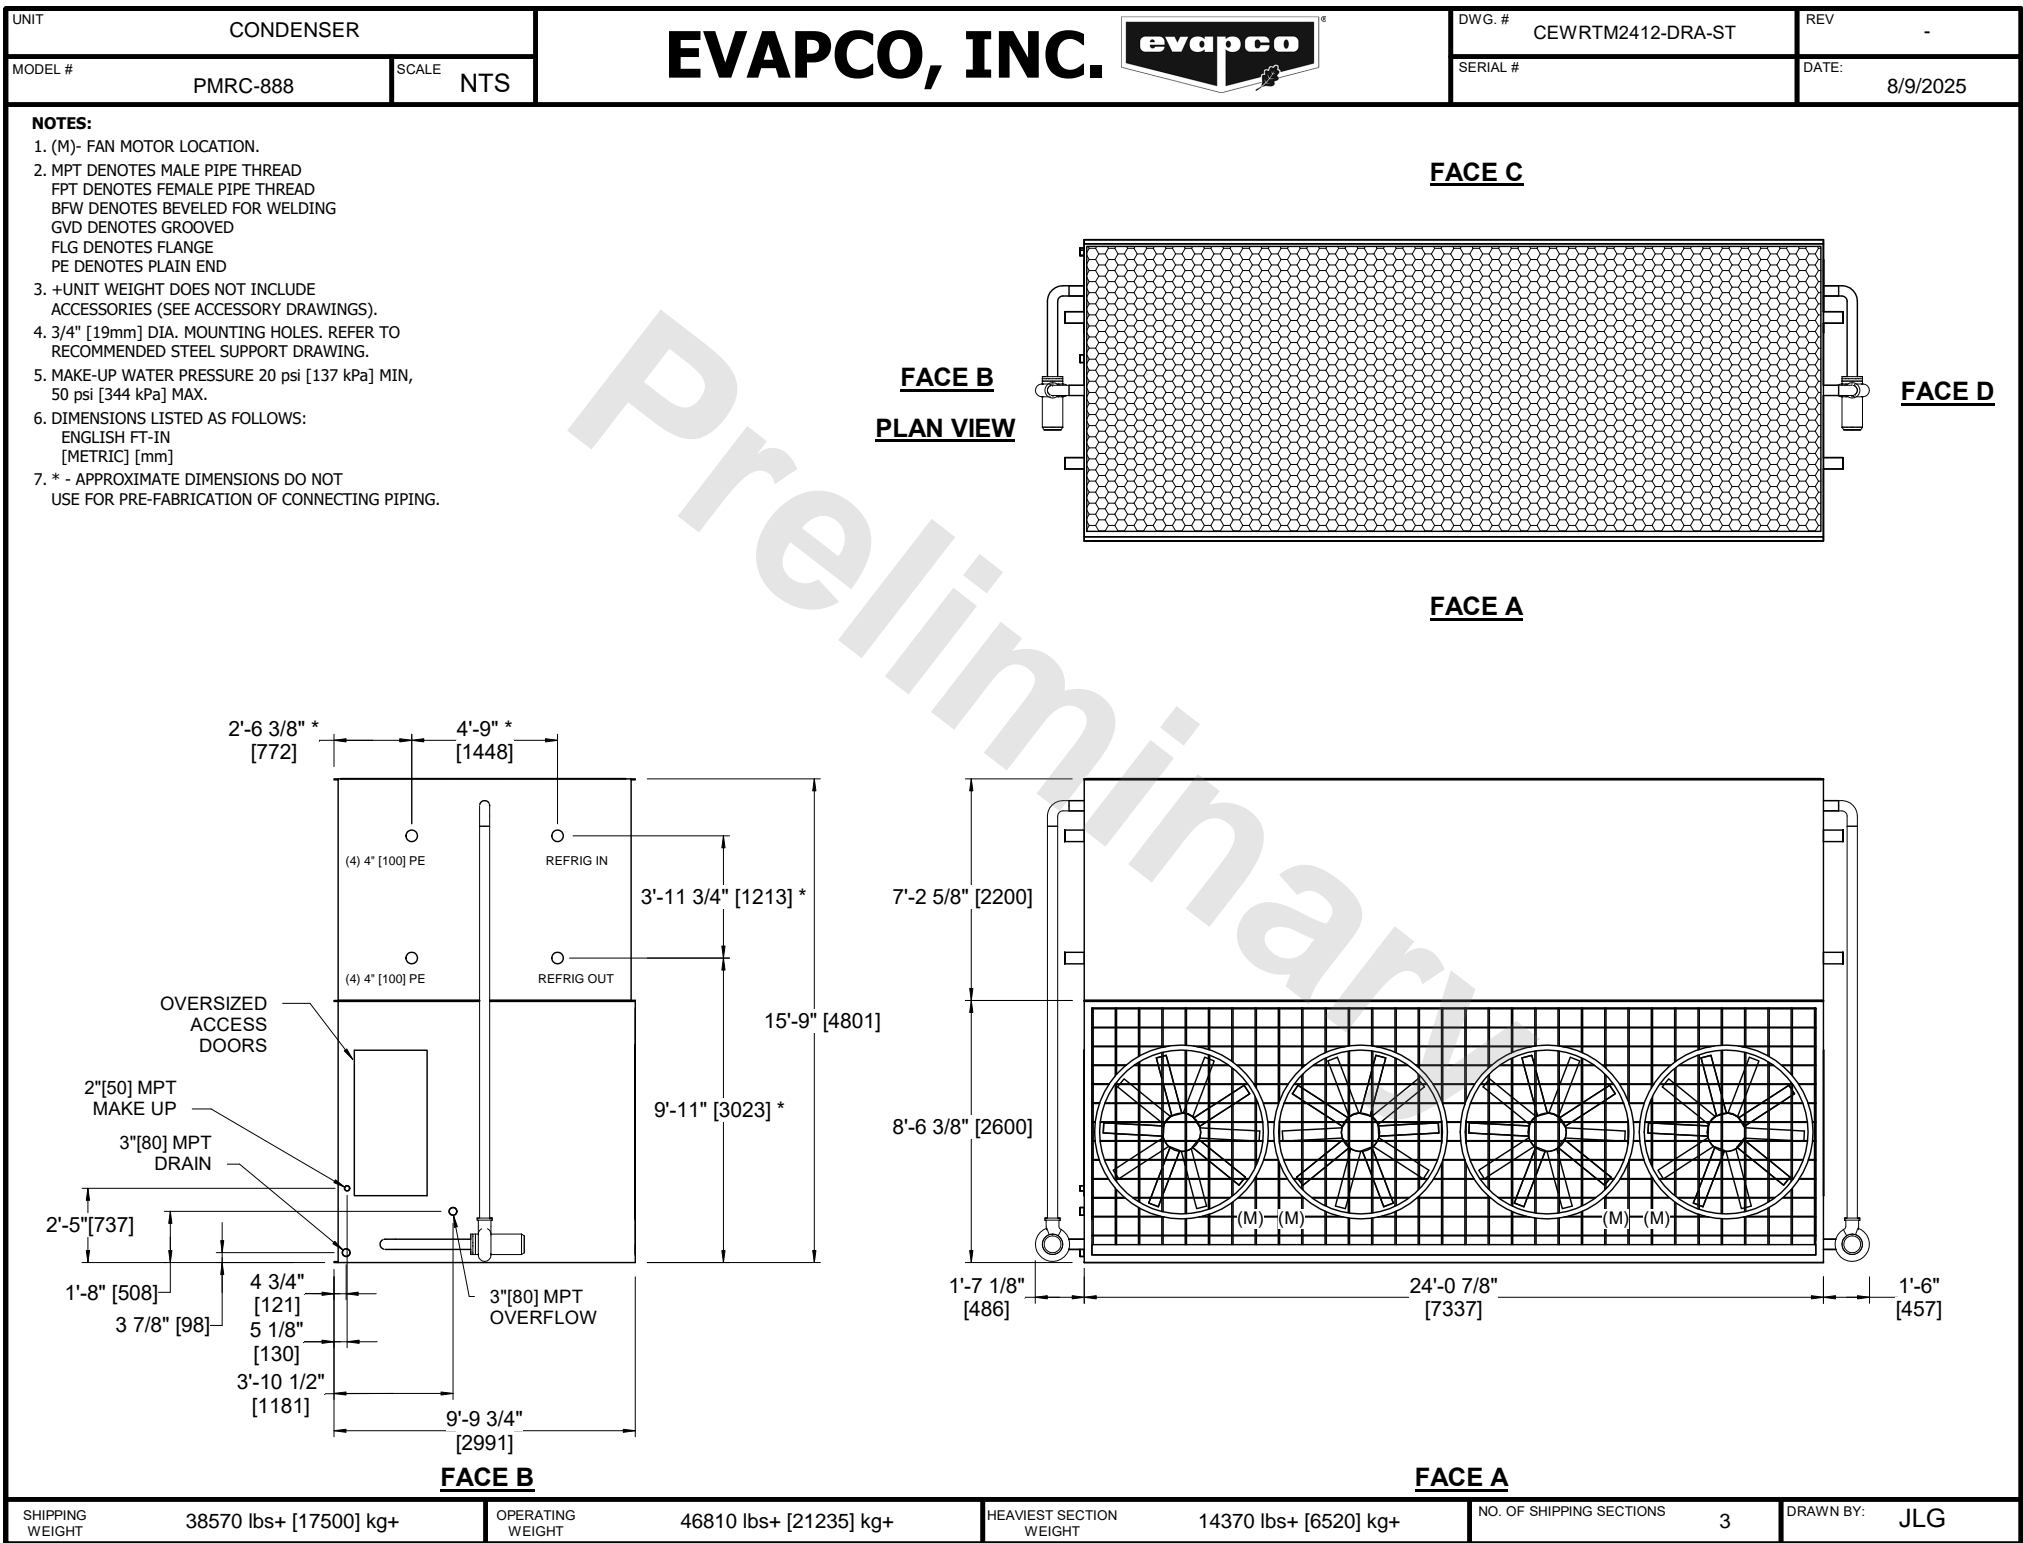 UNIT
CONDENSER
MODEL #
PMRC-888
SCALE
NTS
EVAPCO, INC.
evapco
®
DWG. #
CEWRTM2412-DRA-ST
REV
-
SERIAL #
DATE:
8/9/2025
NOTES:
1. (M)- FAN MOTOR LOCATION.
2. MPT DENOTES MALE PIPE THREAD
FPT DENOTES FEMALE PIPE THREAD
BFW DENOTES BEVELED FOR WELDING
GVD DENOTES GROOVED
FLG DENOTES FLANGE
PE DENOTES PLAIN END
3. +UNIT WEIGHT DOES NOT INCLUDE
ACCESSORIES (SEE ACCESSORY DRAWINGS).
4. 3/4" [19mm] DIA. MOUNTING HOLES. REFER TO
RECOMMENDED STEEL SUPPORT DRAWING.
5. MAKE-UP WATER PRESSURE 20 psi [137 kPa] MIN,
50 psi [344 kPa] MAX.
6. DIMENSIONS LISTED AS FOLLOWS:
ENGLISH FT-IN
[METRIC] [mm]
7. * - APPROXIMATE DIMENSIONS DO NOT
USE FOR PRE-FABRICATION OF CONNECTING PIPING.
Preliminary
FACE C
FACE B
PLAN VIEW
FACE D
FACE A
2'-6 3/8" *
[772]
4'-9" *
[1448]
(4) 4" [100] PE
REFRIG IN
3'-11 3/4" [1213] *
(4) 4" [100] PE
REFRIG OUT
OVERSIZED
ACCESS
DOORS
15'-9" [4801]
2"[50] MPT
MAKE UP
9'-11" [3023] *
3"[80] MPT
DRAIN
2'-5"[737]
1'-8" [508]
3 7/8" [98]
4 3/4"
[121]
5 1/8"
[130]
3"[80] MPT
OVERFLOW
3'-10 1/2"
[1181]
9'-9 3/4"
[2991]
FACE B
7'-2 5/8" [2200]
8'-6 3/8" [2600]
(M)
(M)
(M)
(M)
1'-7 1/8"
[486]
24'-0 7/8"
[7337]
1'-6"
[457]
FACE A
SHIPPING
WEIGHT
38570 lbs+ [17500] kg+
OPERATING
WEIGHT
46810 lbs+ [21235] kg+
HEAVIEST SECTION
WEIGHT
14370 lbs+ [6520] kg+
NO. OF SHIPPING SECTIONS
3
DRAWN BY:
JLG